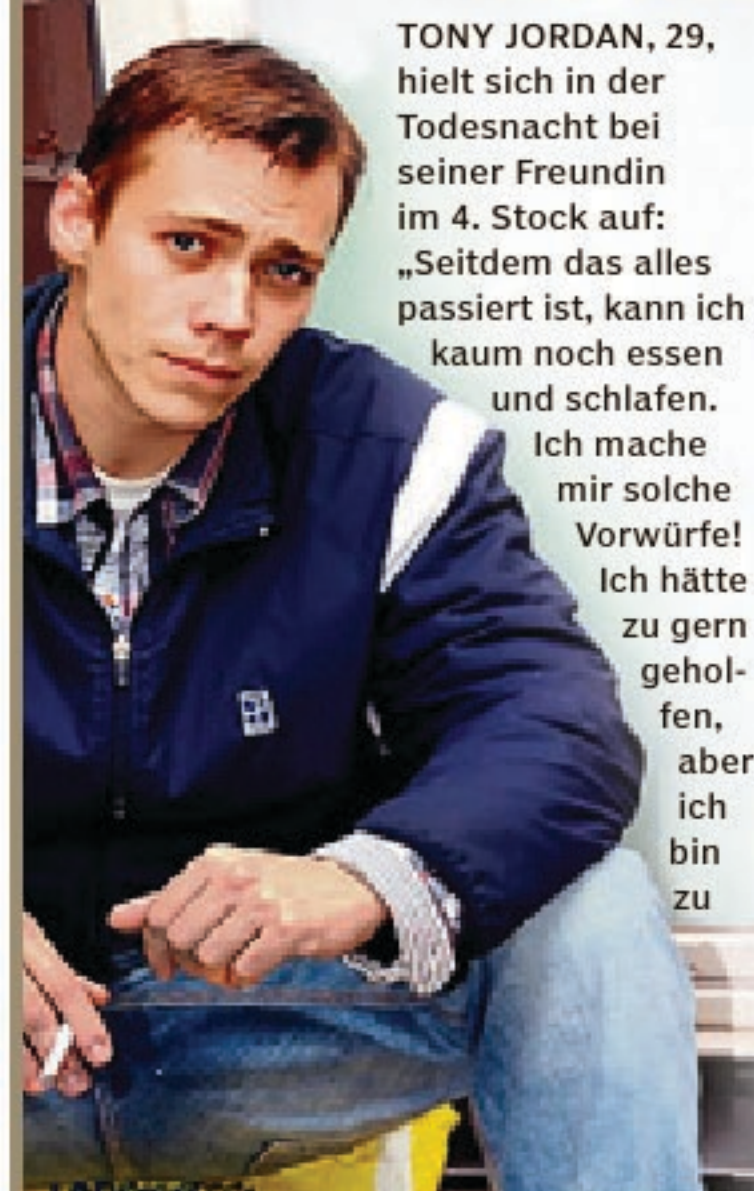 TONY JORDAN, 29,
hielt sich in der
Todesnacht bei
seiner Freundin
im 4. Stock auf:
„Seitdem das alles
passiert ist, kann ich
kaum noch essen
und schlafen.
Ich mache
mir solche
Vorwürfe!
Ich hätte
zu gern
gehol-
fen,
aber
ich
bin
zu